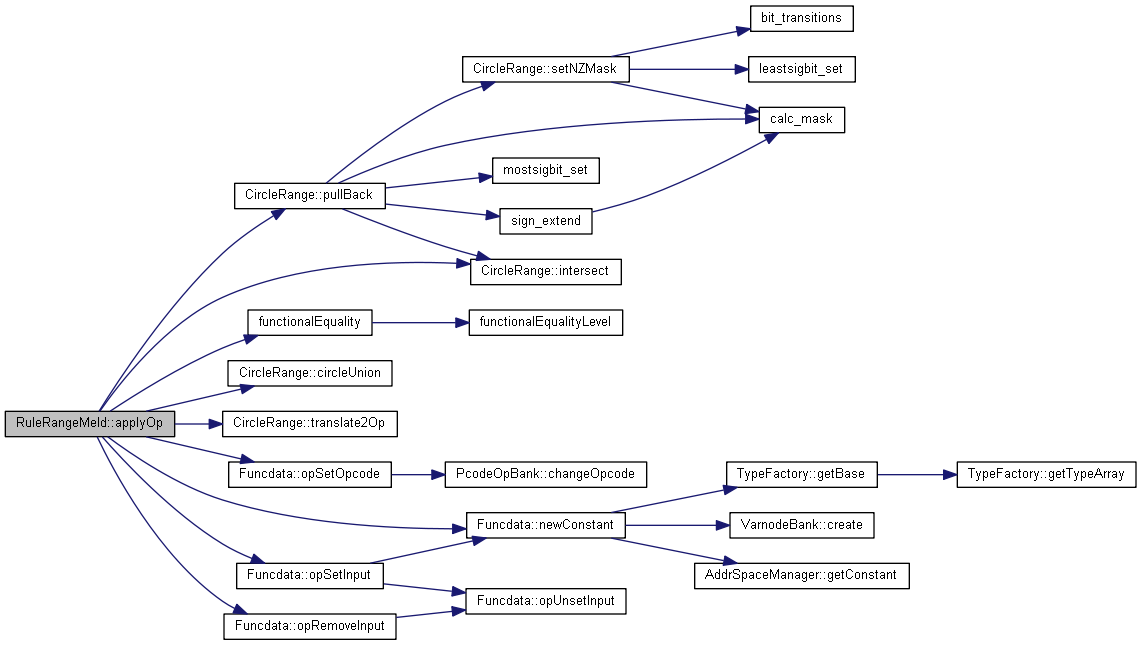 bit_transitions
CircleRange::setNZMask
leastsigbit_set
calc_mask
mostsigbit_set
CircleRange::pullBack
sign_extend
CircleRange::intersect
functionalEquality
functionalEqualityLevel
CircleRange::circleUnion
RuleRangeMeld::applyOp
CircleRange::translate2Op
Funcdata::opSetOpcode
PcodeOpBank::changeOpcode
TypeFactory::getBase
TypeFactory::getTypeArray
Funcdata::newConstant
VarnodeBank::create
Funcdata::opSetInput
AddrSpaceManager::getConstant
Funcdata::opUnsetInput
Funcdata::opRemoveInput